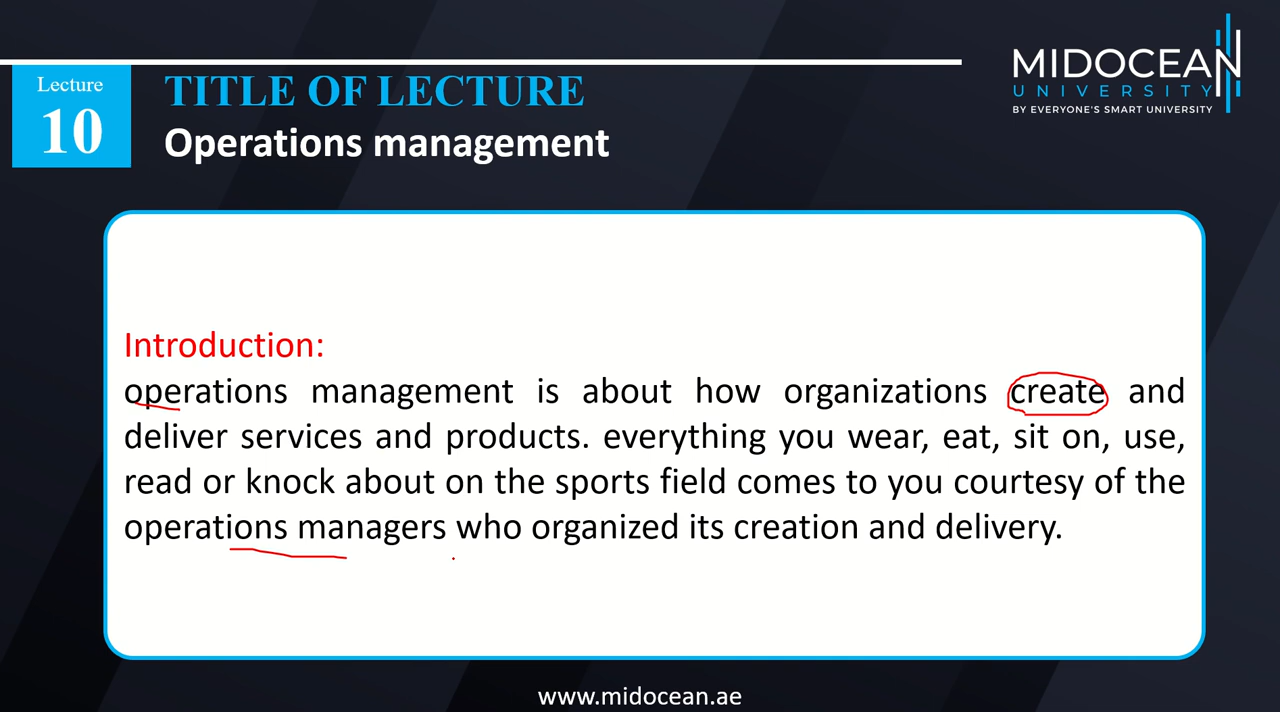 MIDOCEAN
UNIVERSITY
BY EVERYONE'S SMART UNIVERSITY
Lecture
10
TITLE OF LECTURE
Operations management
Introduction:
operations management is about how organizations create and
deliver services and products. everything you wear, eat, sit on, use,
read or knock about on the sports field comes to you courtesy of the
operations managers who organized its creation and delivery.
www.midocean.ae